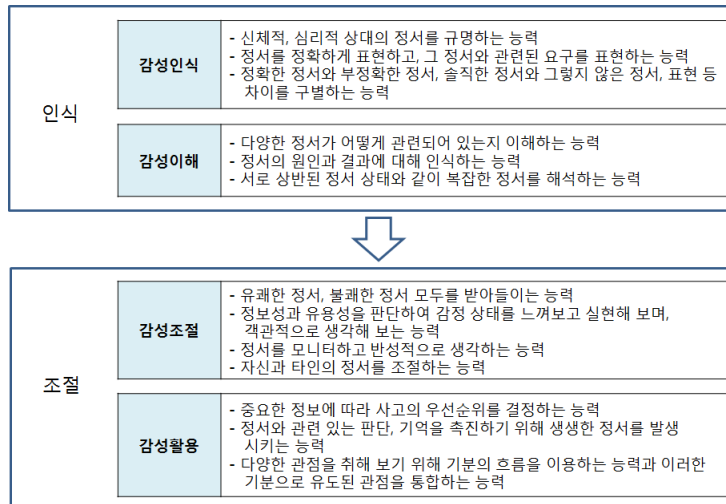 인식
감성인식
- 신체적, 심리적 상대의 정서를 규명하는 능력
- 정서를 정확하게 표현하고, 그 정서와 관련된 요구를 표현하는 능력
- 정확한 정서와 부정확한 정서, 솔직한 정서와 그렇지 않은 정서, 표현 등
차이를 구별하는 능력
감성이해
- 다양한 정서가 어떻게 관련되어 있는지 이해하는 능력
- 정서의 원인과 결과에 대해 인식하는 능력
- 서로 상반된 정서 상태와 같이 복잡한 정서를 해석하는 능력
조절
감성조절
- 유쾌한 정서, 불쾌한 정서 모두를 받아들이는 능력
- 정보성과 유용성을 판단하여 감정 상태를 느껴보고 실현해 보며,
객관적으로 생각해 보는 능력
- 정서를 모니터하고 반성적으로 생각하는 능력
- 자신과 타인의 정서를 조절하는 능력
감성활용
- 중요한 정보에 따라 사고의 우선순위를 결정하는 능력
- 정서와 관련 있는 판단, 기억을 촉진하기 위해 생생한 정서를 발생
시키는 능력
- 다양한 관점을 취해 보기 위해 기분의 흐름을 이용하는 능력과 이러한
기분으로 유도된 관점을 통합하는 능력